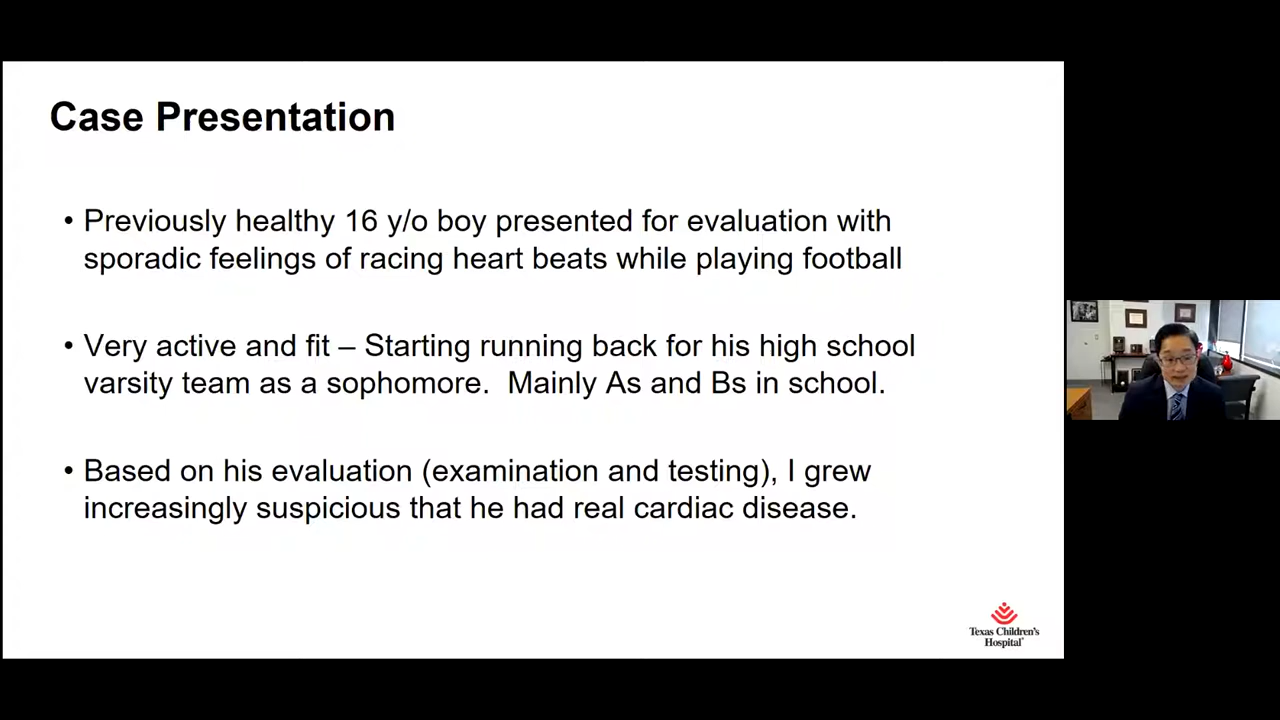 Case Presentation
• Previously healthy 16 y/o boy presented for evaluation with
sporadic feelings of racing heart beats while playing football
• Very active and fit – Starting running back for his high school
varsity team as a sophomore.  Mainly As and Bs in school.
• Based on his evaluation (examination and testing), I grew
increasingly suspicious that he had real cardiac disease.
Texas Children's
Hospital